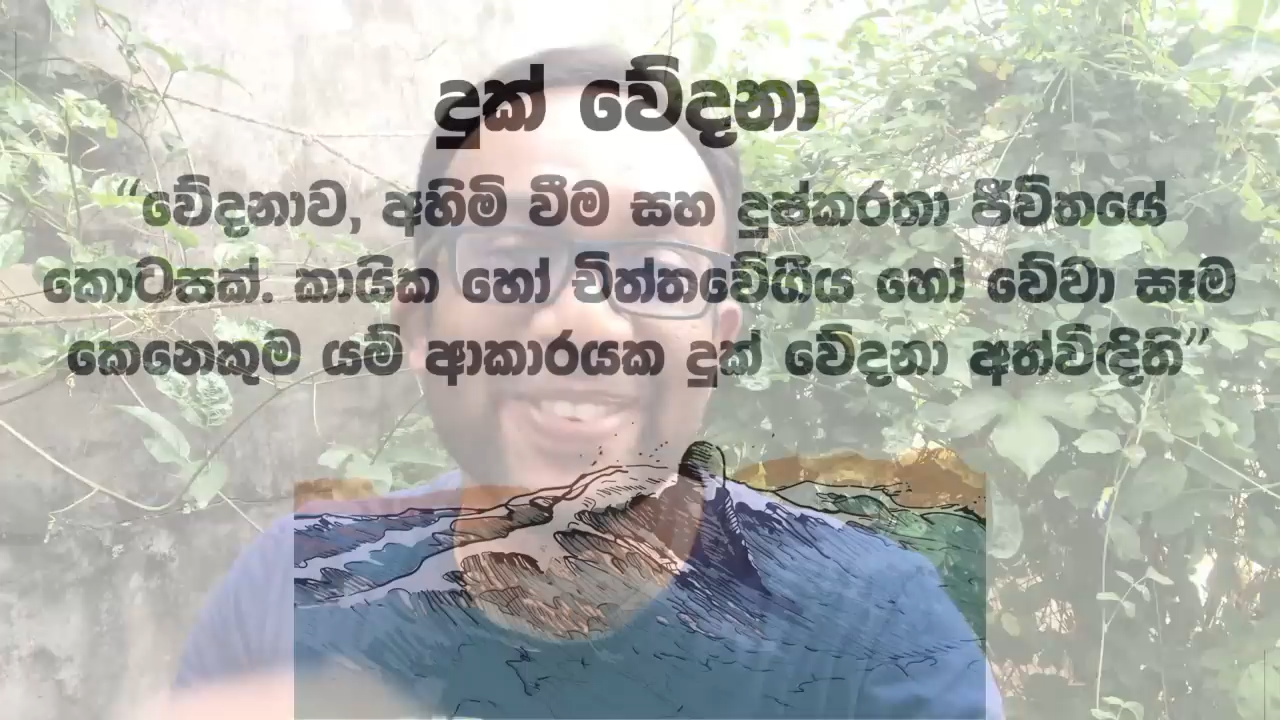 දුක් වේදනා
“වේදනාව, අහිමි වීම සහ දුෂ්කරතා ජීවිතයේ
කොටසක්. කායික හෝ චිත්තවේගීය හෝ වේවා සෑම
කෙනෙකුම යම් ආකාරයක දුක් වේදනා අත්විඳිති”